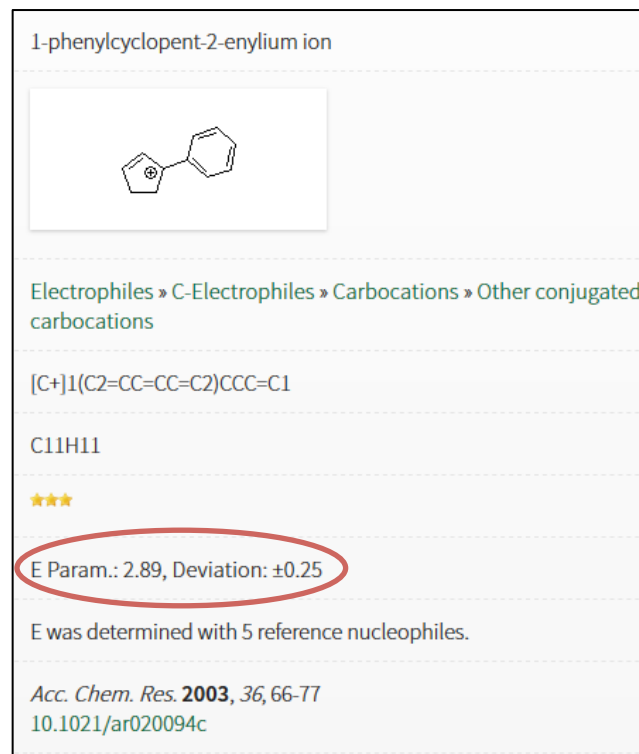 1-phenylcyclopent-2-enylium ion
Electrophiles » C-Electrophiles » Carbocations » Other conjugated
carbocations
[C+]1(C2=CC=CC=C2)CCC=C1
C11H11
E Param.: 2.89, Deviation: ±0.25
E was determined with 5 reference nucleophiles.
Acc. Chem. Res. 2003, 36, 66-77
10.1021/ar020094c